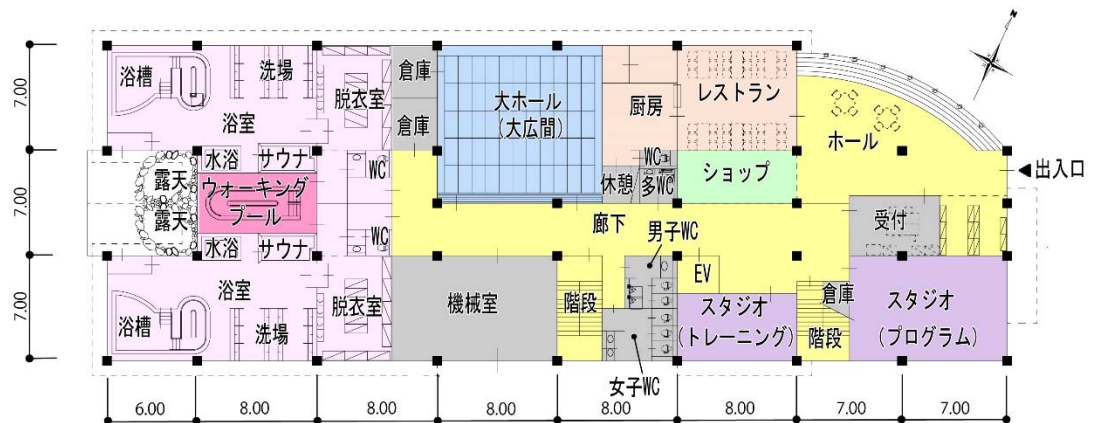 N
7.00
7.00
7.00
浴槽
洗場
浴室
脱衣室
倉庫
倉庫
大ホール
(大広間)
厨房
レストラン
ホール
水浴
サウナ
WC
WC
休憩
多WC
ショップ
出入口
露天
露天
ウォーキング
プール
WC
廊下
男子WC
受付
水浴
サウナ
浴室
脱衣室
機械室
階段
EV
倉庫
スタジオ
(プログラム)
スタジオ
(トレーニング)
階段
浴槽
洗場
女子WC
6.00
8.00
8.00
8.00
8.00
8.00
7.00
7.00